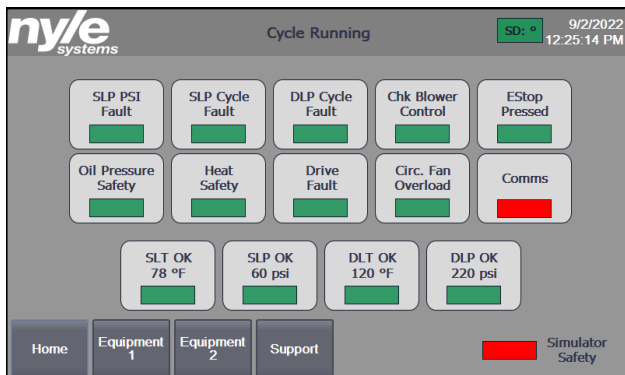 nyle
systems
Cycle Running
SD: º
9/2/2022
12:25:14 PM
SLP PSI
Fault
SLP Cycle
Fault
DLP Cycle
Fault
Chk Blower
Control
EStop
Pressed
Oil Pressure
Safety
Heat
Safety
Drive
Fault
Circ. Fan
Overload
Comms
SLT OK
78 ºF
SLP OK
60 psi
DLT OK
120 ºF
DLP OK
220 psi
Home
Equipment
1
Equipment
2
Support
Simulator
Safety